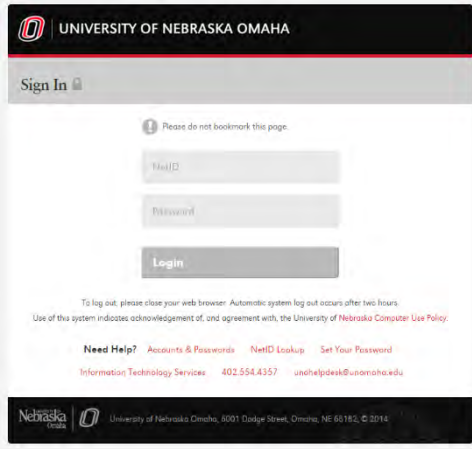 UNIVERSITY OF NEBRASKA OMAHA
Sign In
Please do not bookmark this page.
NetID
Password
Login
To log out, please close your web browser. Automatic system log out occurs after two hours.
Use of this system indicates acknowledgement of, and agreement with, the University of Nebraska Computer Use Policy.
Need Help? Accounts & Passwords NetID Lookup Set Your Password
Information Technology Services 402.554.4357 unohelpdesk@unomaha.edu
Nebraska Omaha University of Nebraska Omaha, 6001 Dodge Street, Omaha, NE 68182, © 2014